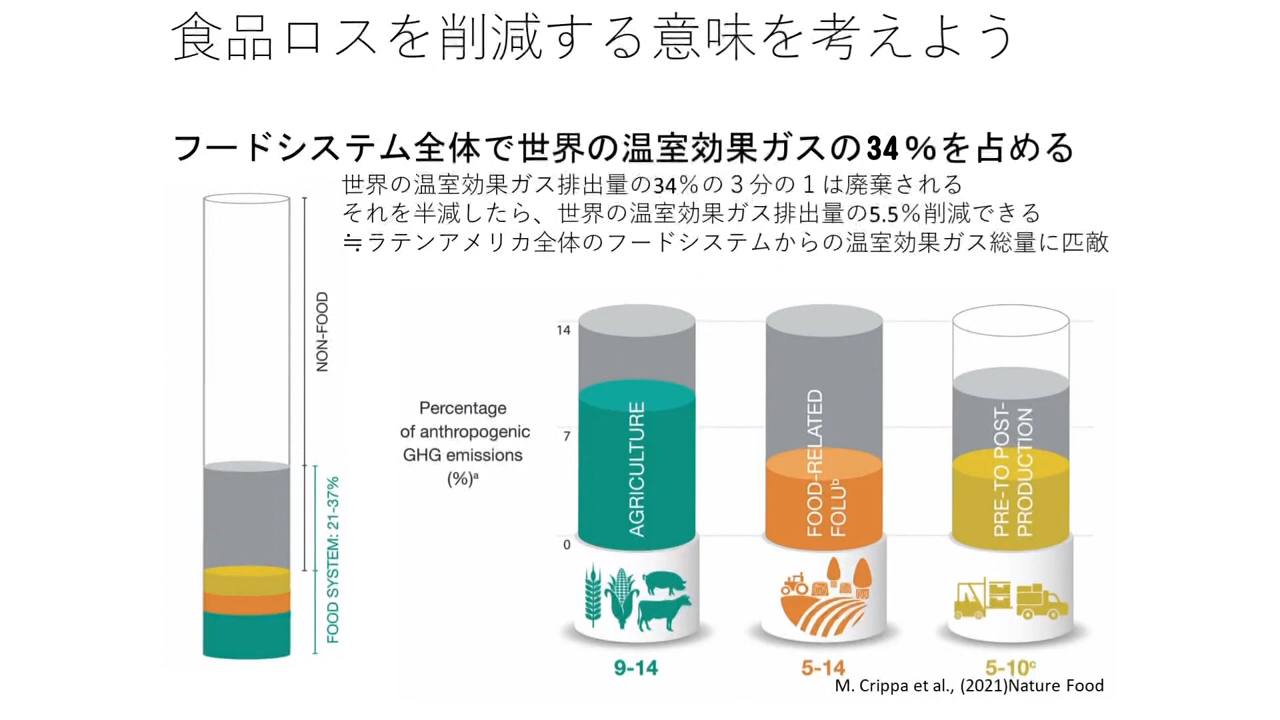 食品ロスを削減する意味を考えよう
フードシステム全体で世界の温室効果ガスの34%を占める
世界の温室効果ガス排出量の34%の３分の１は廃棄される
それを半減したら、世界の温室効果ガス排出量の5.5%削減できる
≒ラテンアメリカ全体のフードシステムからの温室効果ガス総量に匹敵
NON-FOOD
FOOD SYSTEM: 21-37%
Percentage
of anthropogenic
GHG emissions
(%)ᵃ
14
7
0
AGRICULTURE
FOOD-RELATED
FOLUᵇ
PRE-TO POST-
PRODUCTION
9-14
5-14
5-10ᶜ
M. Crippa et al., (2021)Nature Food